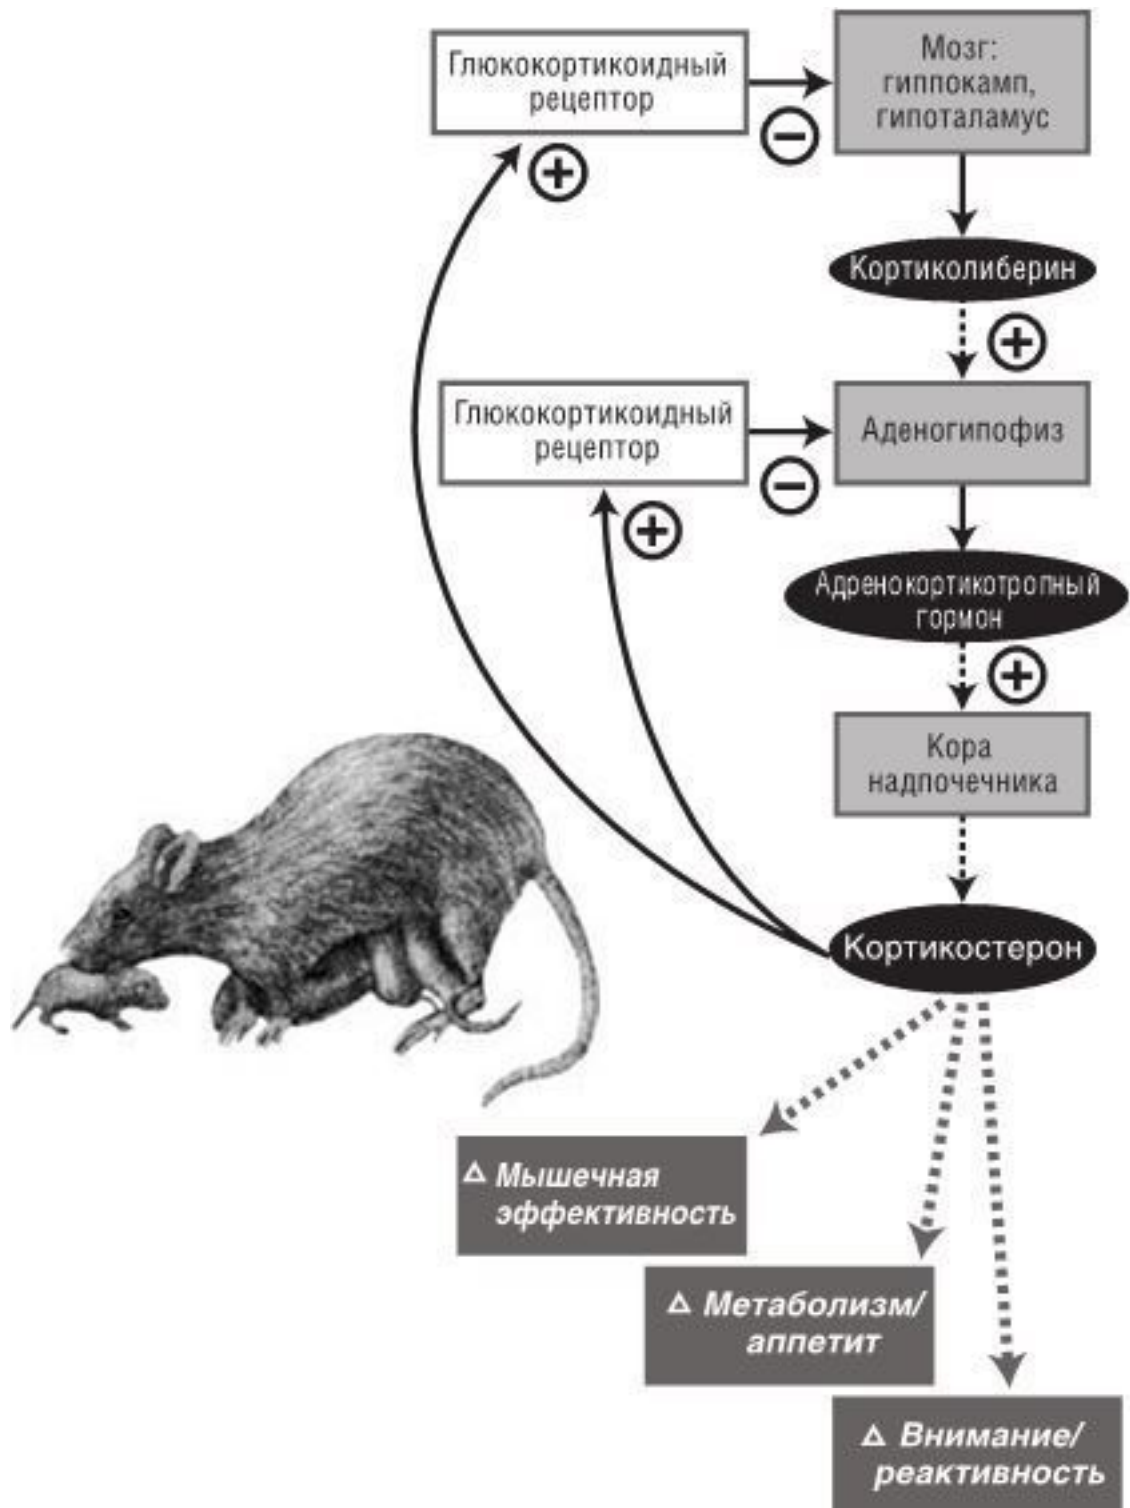 Глюкокортикоидный
рецептор
Мозг:
гиппокамп,
гипоталамус
Кортиколиберин
Глюкокортикоидный
рецептор
Аденогипофиз
Адренокортикотропный
гормон
Кора
надпочечника
Кортикостерон
Δ Мышечная
эффективность
Δ Метаболизм/
аппетит
Δ Внимание/
реактивность